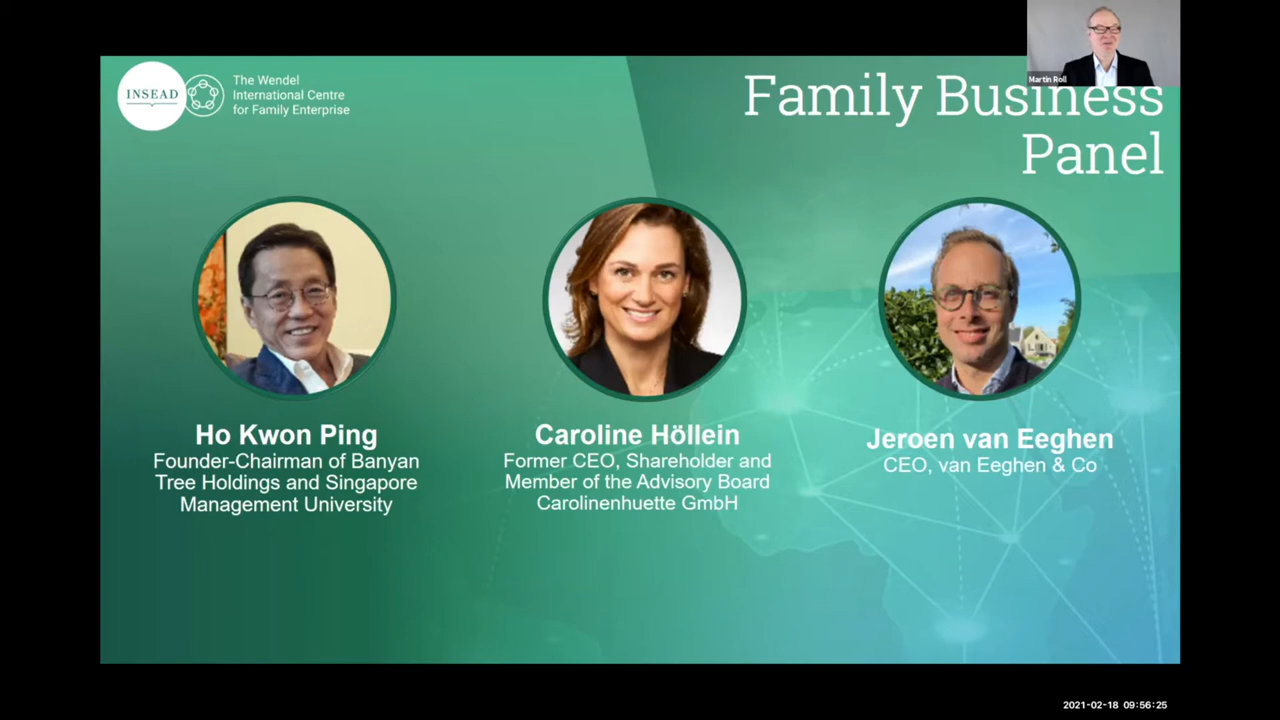 INSEAD
The Wendel
International Centre
for Family Enterprise
Martin Roll
Family Business
Panel
Ho Kwon Ping
Founder-Chairman of Banyan
Tree Holdings and Singapore
Management University
Caroline Höllein
Former CEO, Shareholder and
Member of the Advisory Board
Carolinenhuette GmbH
Jeroen van Eeghen
CEO, van Eeghen & Co
2021-02-18 09:56:25